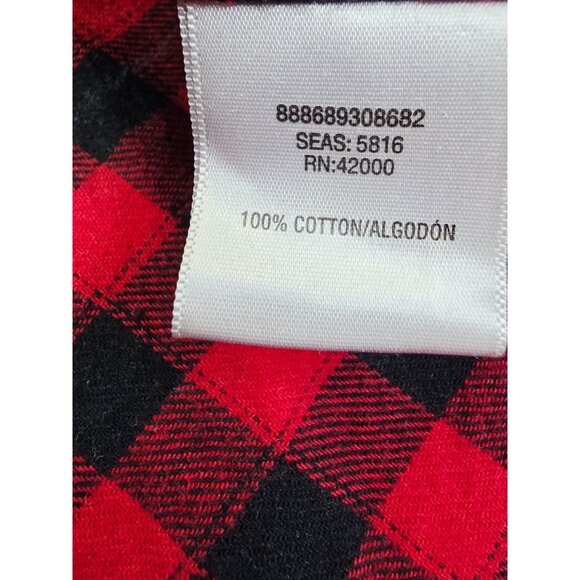 888689308682
SEAS: 5816
RN:42000
100% COTTON/ALGODÓN